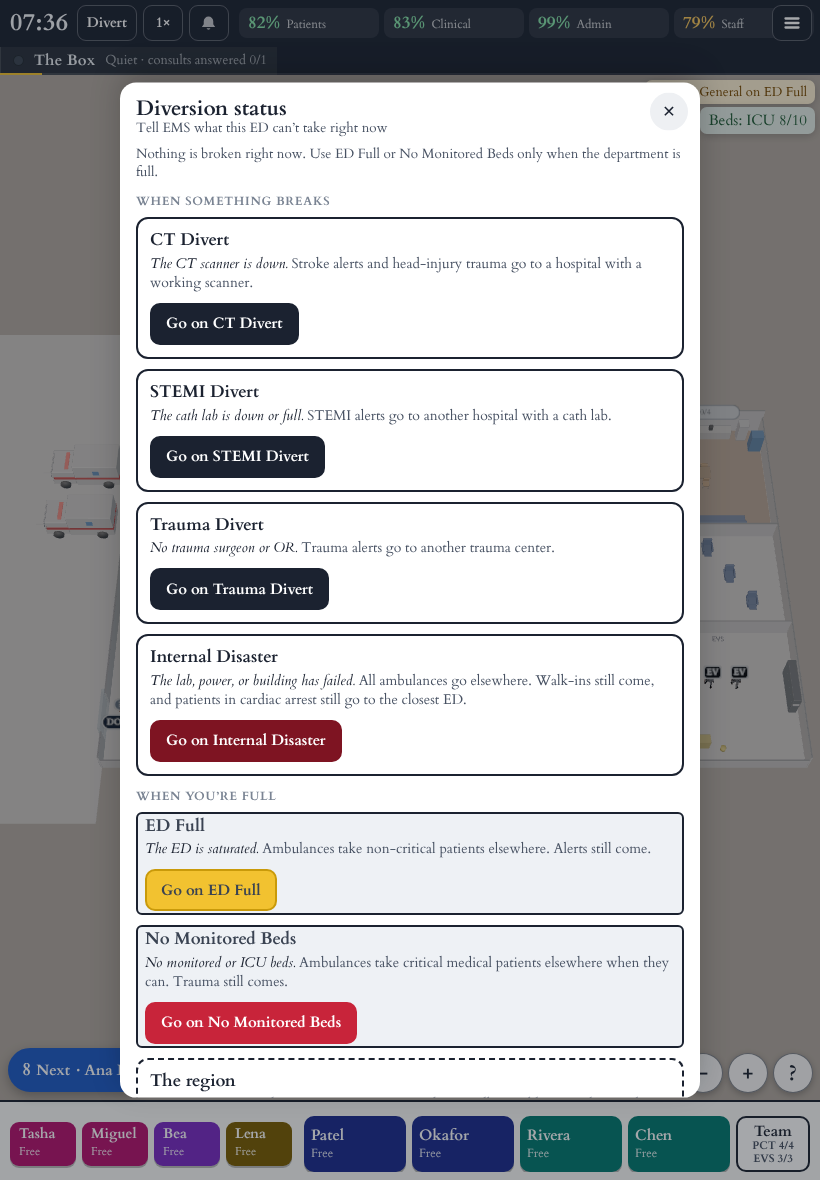 07:36
Divert
1×
82% Patients
83% Clinical
99% Admin
79% Staff
The Box Quiet · consults answered 0/1
General on ED Full
Beds: ICU 8/10
Diversion status
Tell EMS what this ED can't take right now
Nothing is broken right now. Use ED Full or No Monitored Beds only when the department is
full.
WHEN SOMETHING BREAKS
CT Divert
The CT scanner is down. Stroke alerts and head-injury trauma go to a hospital with a
working scanner.
Go on CT Divert
STEMI Divert
The cath lab is down or full. STEMI alerts go to another hospital with a cath lab.
Go on STEMI Divert
Trauma Divert
No trauma surgeon or OR. Trauma alerts go to another trauma center.
Go on Trauma Divert
Internal Disaster
The lab, power, or building has failed. All ambulances go elsewhere. Walk-ins still come,
and patients in cardiac arrest still go to the closest ED.
Go on Internal Disaster
WHEN YOU'RE FULL
ED Full
The ED is saturated. Ambulances take non-critical patients elsewhere. Alerts still come.
Go on ED Full
No Monitored Beds
No monitored or ICU beds. Ambulances take critical medical patients elsewhere when they
can. Trauma still comes.
Go on No Monitored Beds
The region
EVS
EV
EV
DO
8 Next · Ana
−
+
?
Tasha
Free
Miguel
Free
Bea
Free
Lena
Free
Patel
Free
Okafor
Free
Rivera
Free
Chen
Free
Team
PCT 4/4
EVS 3/3